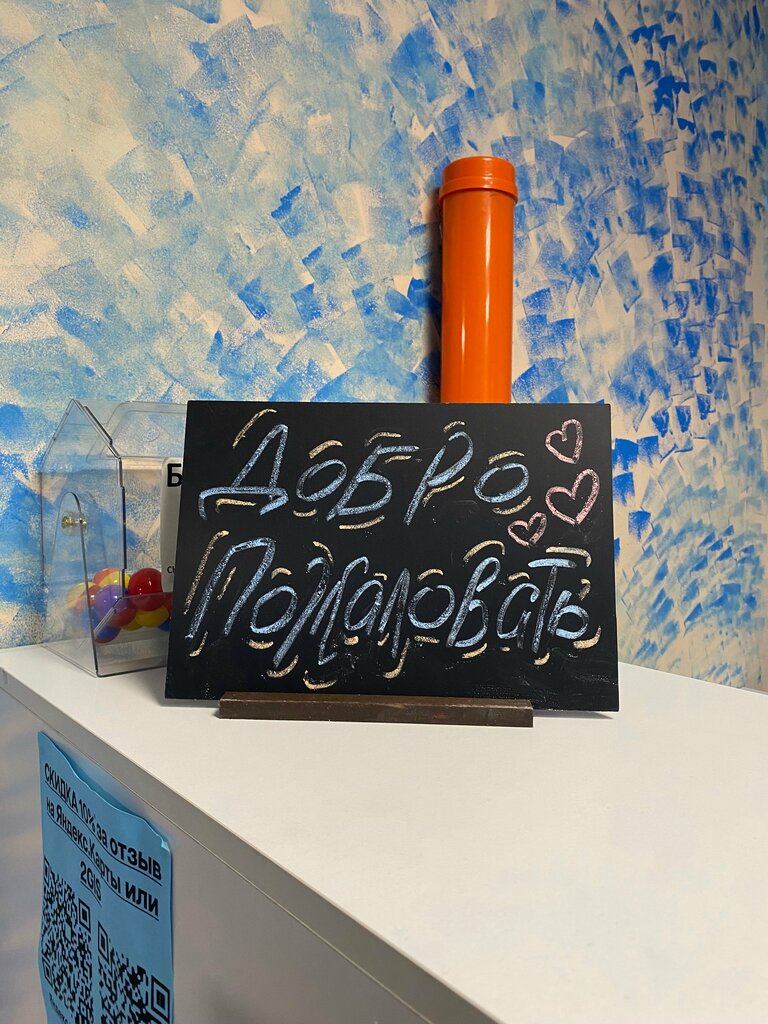 Добро
Пожаловать
СКИДКА 10% за ОТЗЫВ
на Яндекс.Карты ИЛИ
2GIS